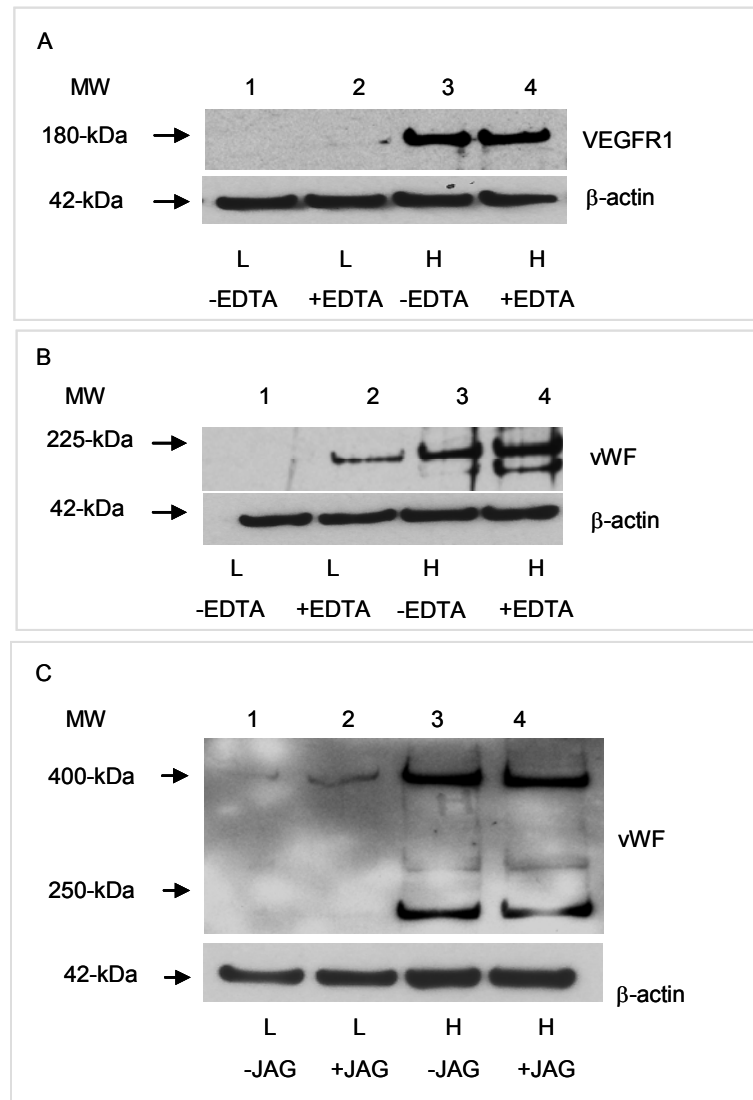 A
MW 1 2 3 4
180-kDa VEGFR1
42-kDa β-actin
L L H H
-EDTA +EDTA -EDTA +EDTA
B
MW 1 2 3 4
225-kDa vWF
42-kDa β-actin
L L H H
-EDTA +EDTA -EDTA +EDTA
C
MW 1 2 3 4
400-kDa
vWF
250-kDa
42-kDa β-actin
L L H H
-JAG +JAG -JAG +JAG